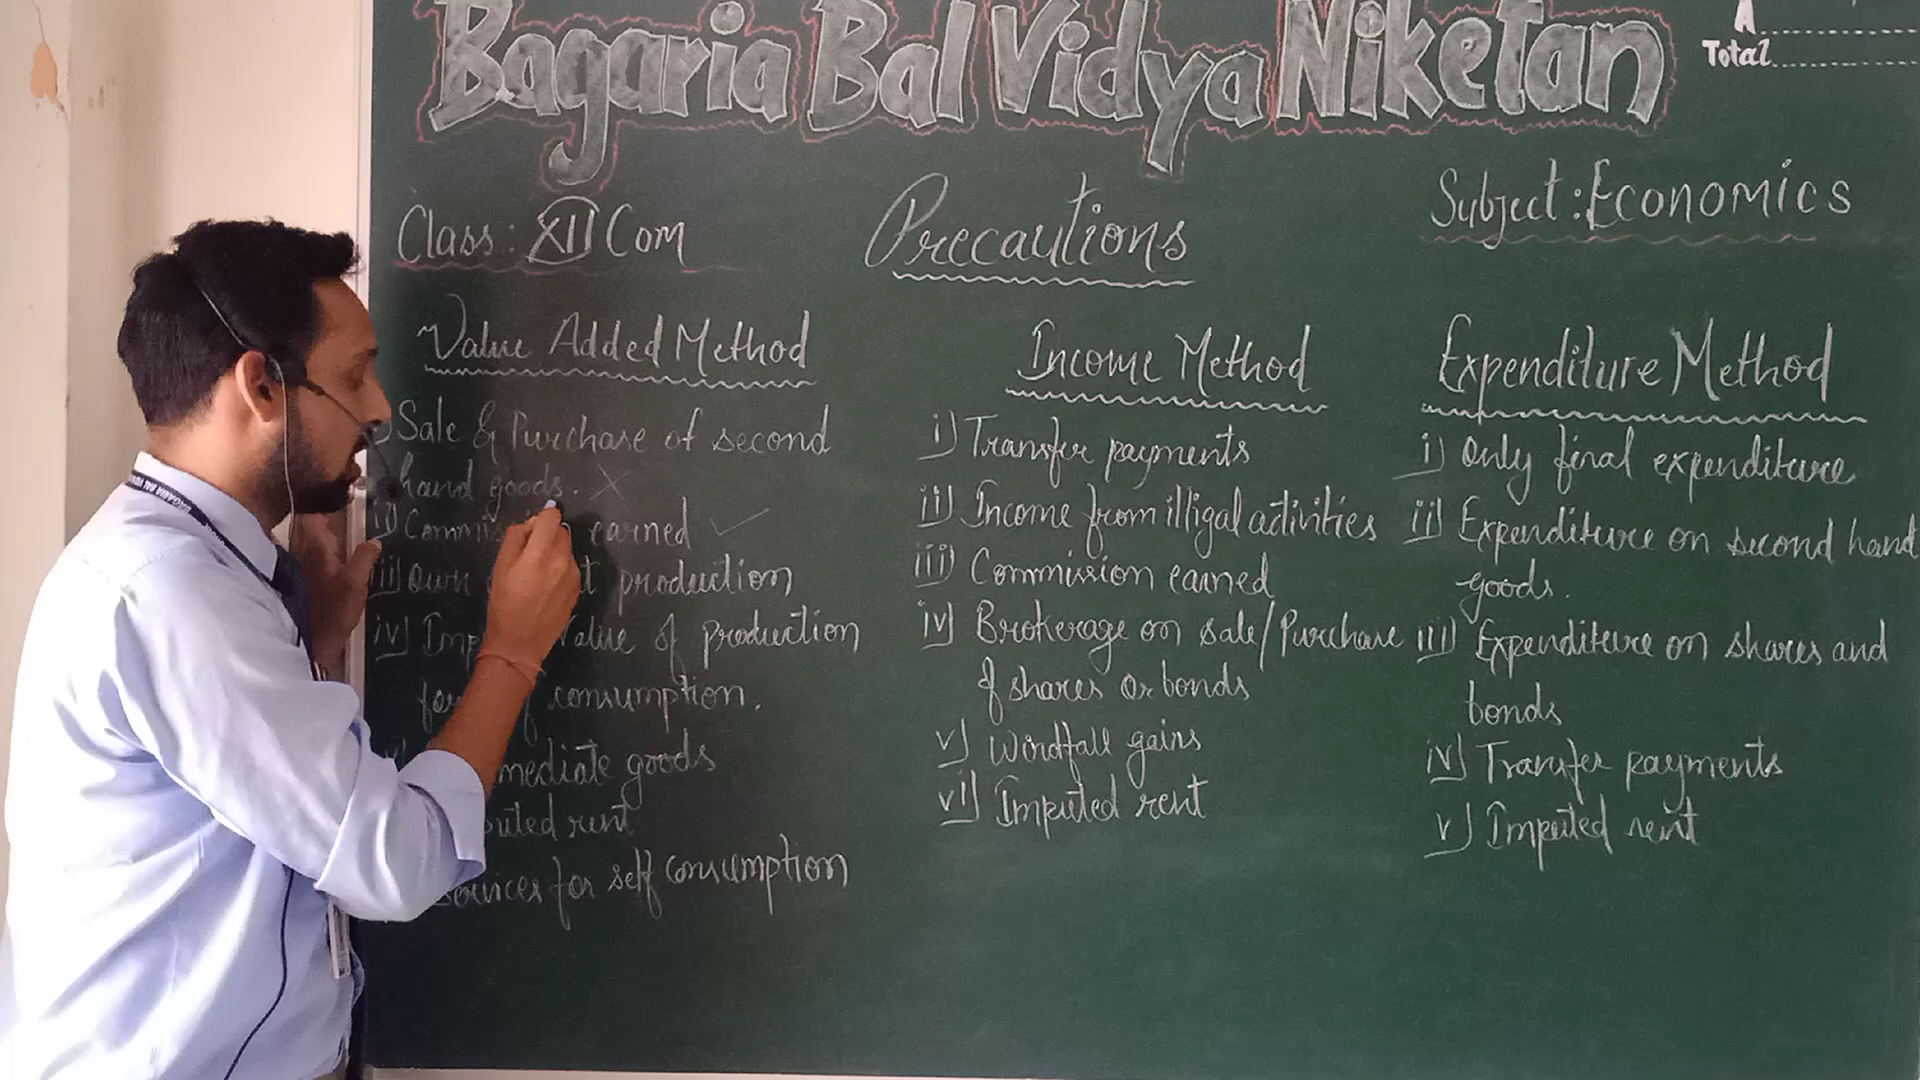 Bagaria Bal Vidya Niketan
A..............
Total..............
Class: XII Com
Precautions
Subject: Economics
Value Added Method
Sale & Purchase of second
hand goods. X
ii) earned ✓
iii) Own production
iv) Value of production
consumption.
goods
rent
services for self consumption
Income Method
i) Transfer payments
ii) Income from illigal activities
iii) Commission earned
iv) Brokerage on sale/Purchase
of shares or bonds
v) Windfall gains
vi) Imputed rent
Expenditure Method
i) Only final expenditure
ii) Expenditure on second hand
goods.
iii) Expenditure on shares and
bonds
iv) Transfer payments
v) Imputed rent